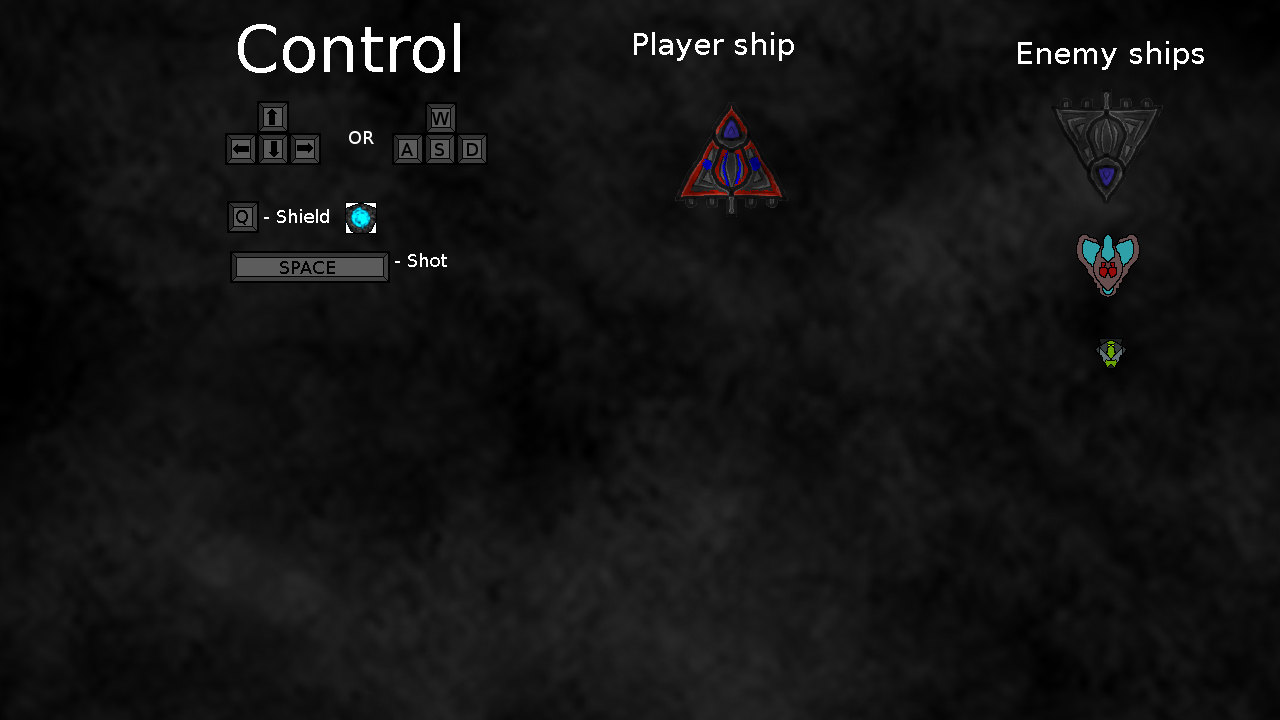 Control
Player ship
Enemy ships
W
OR
A S D
Q - Shield
SPACE - Shot